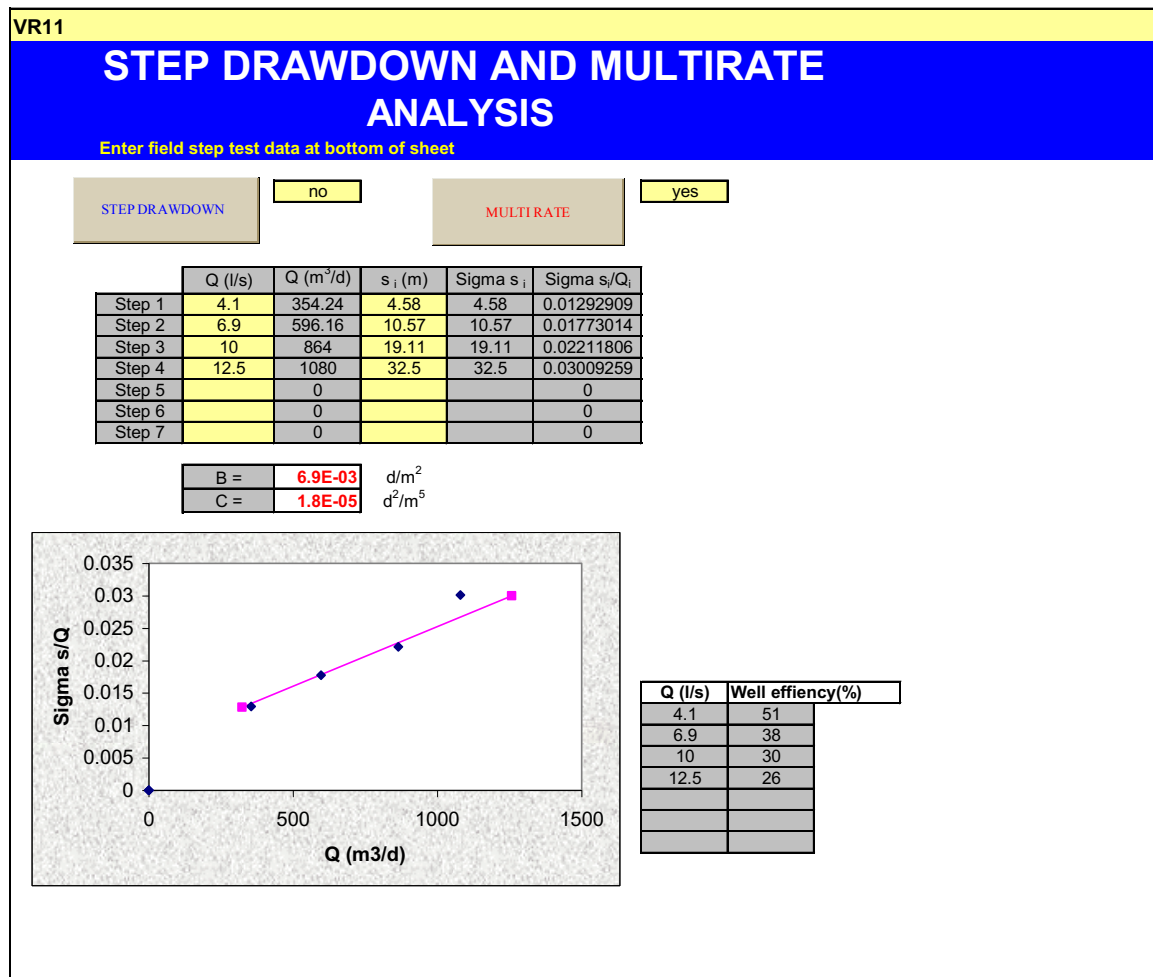 VR11
STEP DRAWDOWN AND MULTIRATE
ANALYSIS
Enter field step test data at bottom of sheet
STEP DRAWDOWN no MULTI RATE yes
Q (l/s) Q (m³/d) s i (m) Sigma s i Sigma si/Qi
Step 1 4.1 354.24 4.58 4.58 0.01292909
Step 2 6.9 596.16 10.57 10.57 0.01773014
Step 3 10 864 19.11 19.11 0.02211806
Step 4 12.5 1080 32.5 32.5 0.03009259
Step 5 0 0
Step 6 0 0
Step 7 0 0
B = 6.9E-03 d/m²
C = 1.8E-05 d²/m⁵
0.035
0.03
0.025
0.02
0.015
0.01
0.005
0
Sigma s/Q
0 500 1000 1500
Q (m3/d)
Q (l/s) Well effiency(%)
4.1 51
6.9 38
10 30
12.5 26